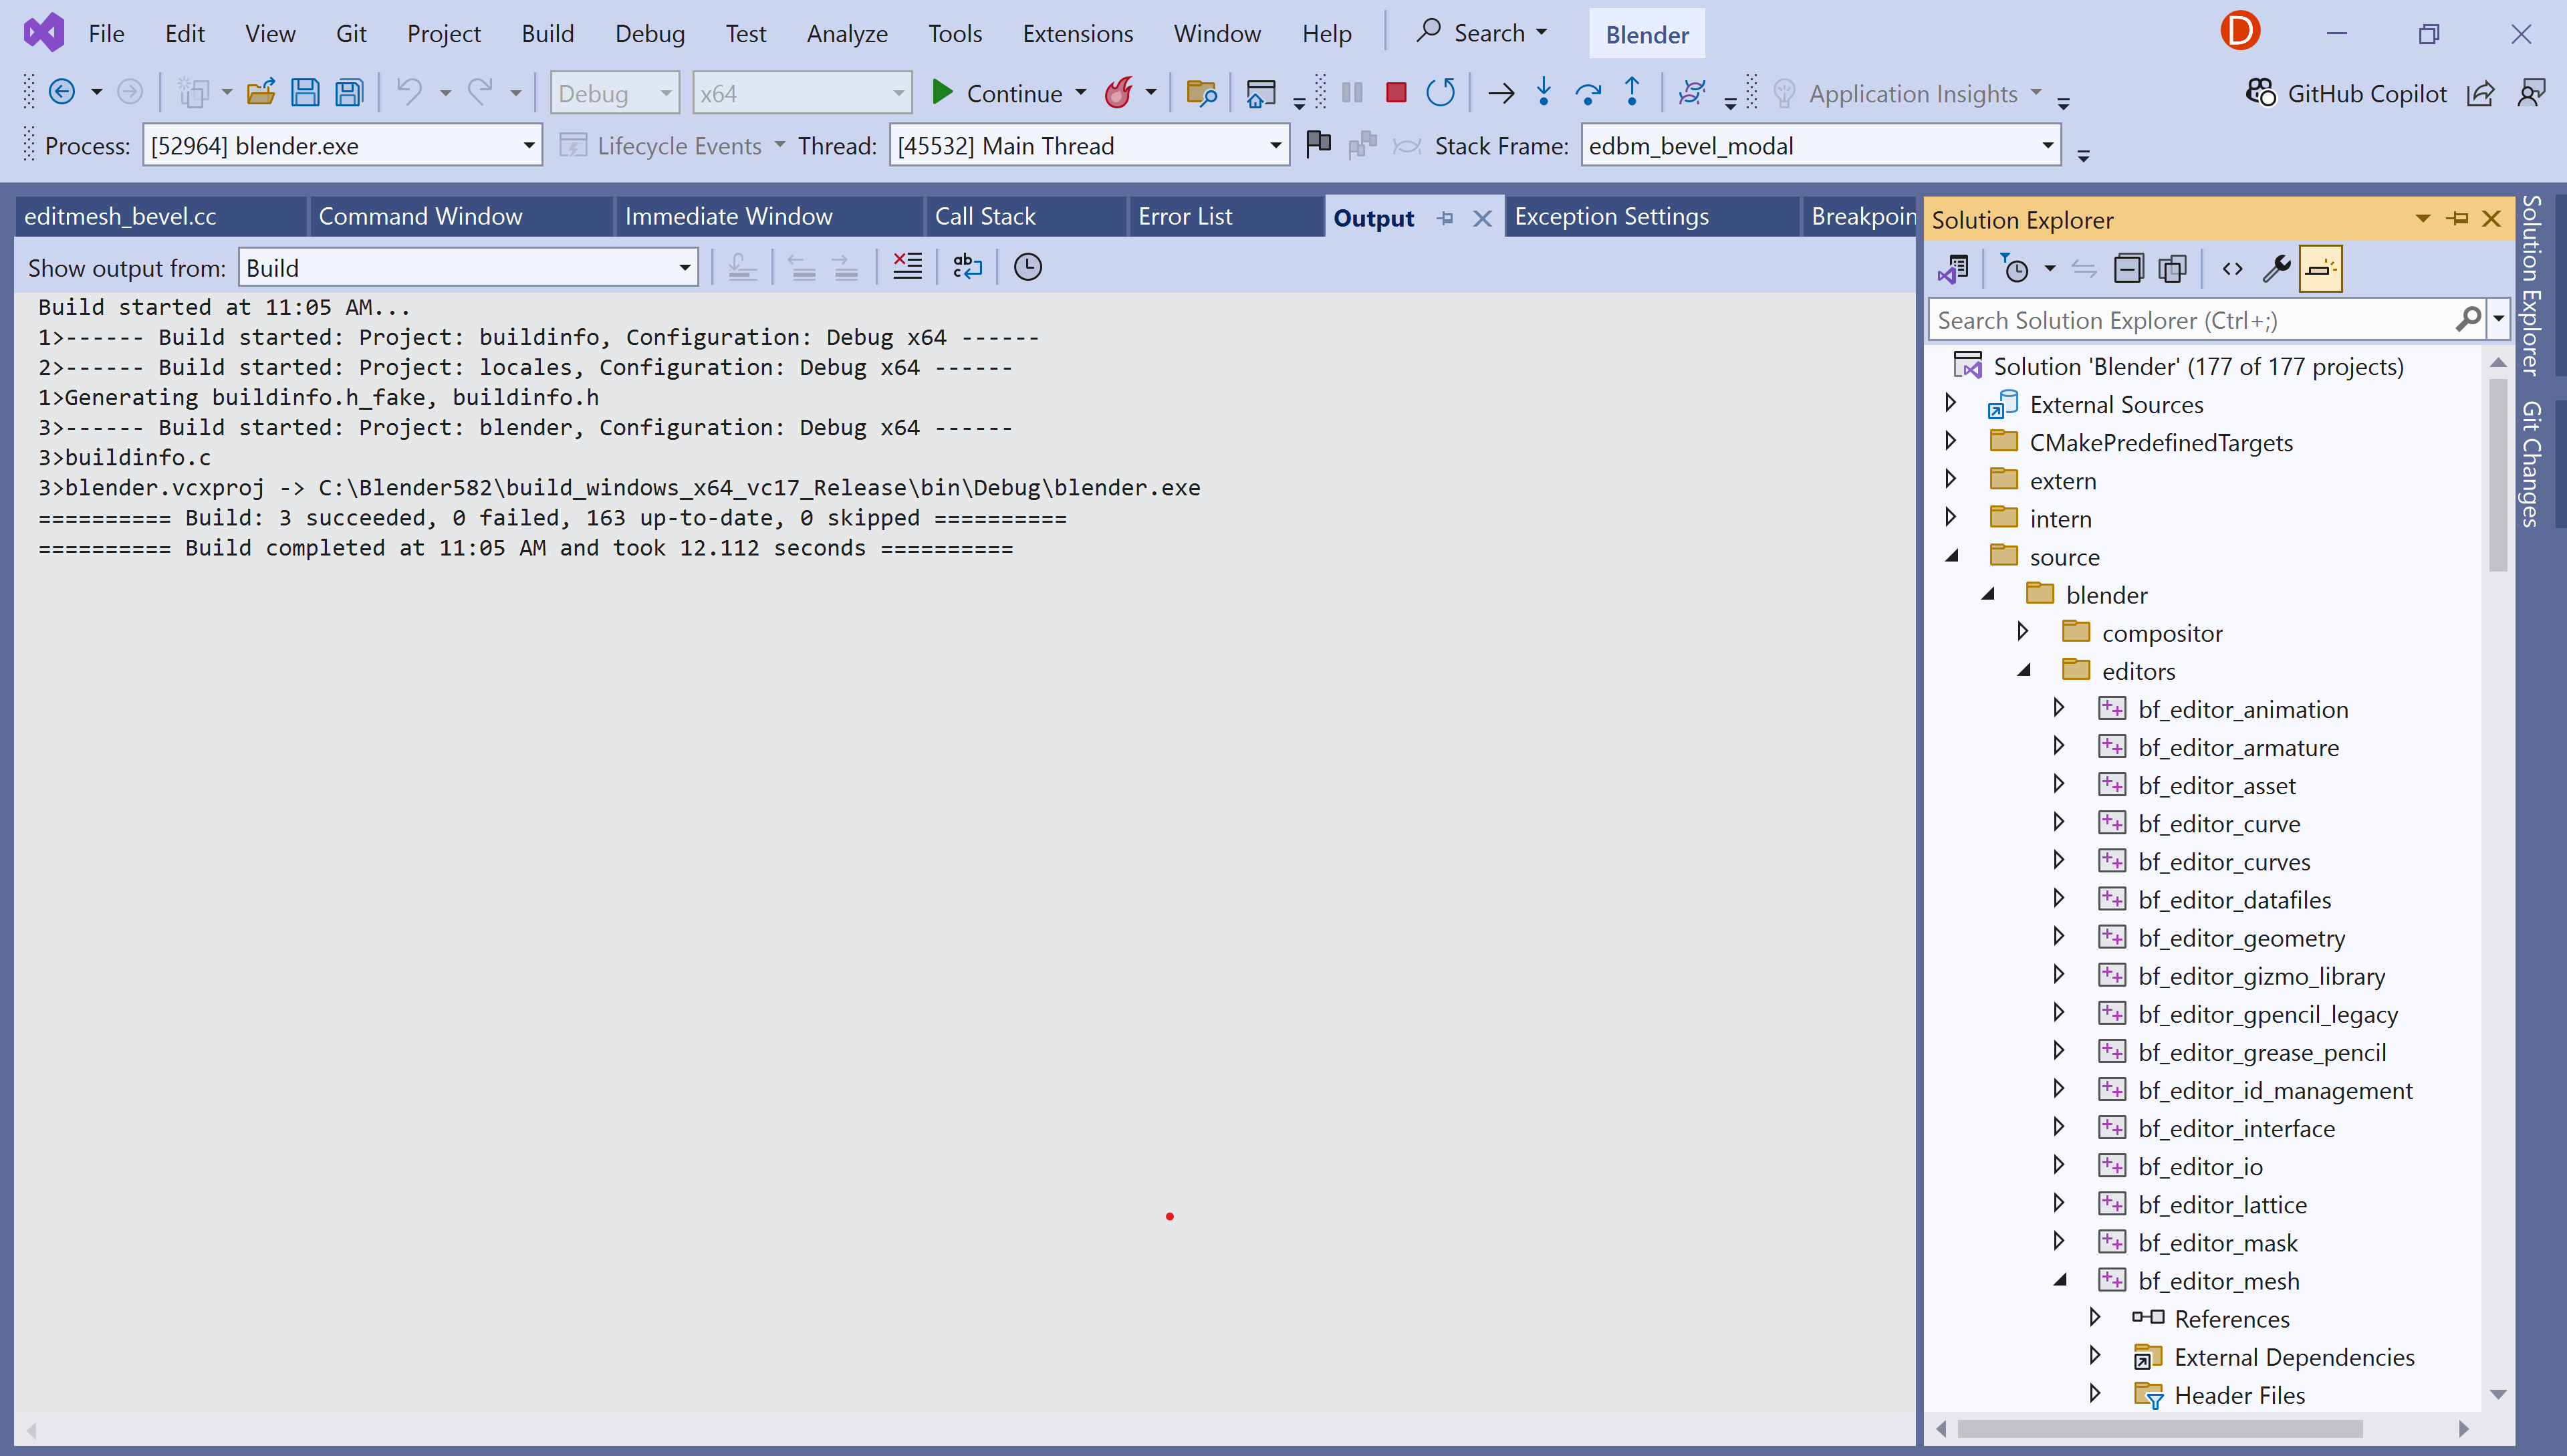 File Edit View Git Project Build Debug Test Analyze Tools Extensions Window Help Search Blender D
Debug x64 Continue Application Insights GitHub Copilot
Process: [52964] blender.exe Lifecycle Events Thread: [45532] Main Thread Stack Frame: edbm_bevel_modal
editmesh_bevel.cc Command Window Immediate Window Call Stack Error List Output Exception Settings Breakpoin
Show output from: Build
Build started at 11:05 AM...
1>------ Build started: Project: buildinfo, Configuration: Debug x64 ------
2>------ Build started: Project: locales, Configuration: Debug x64 ------
1>Generating buildinfo.h_fake, buildinfo.h
3>------ Build started: Project: blender, Configuration: Debug x64 ------
3>buildinfo.c
3>blender.vcxproj -> C:\Blender582\build_windows_x64_vc17_Release\bin\Debug\blender.exe
========== Build: 3 succeeded, 0 failed, 163 up-to-date, 0 skipped ==========
========== Build completed at 11:05 AM and took 12.112 seconds ==========
Solution Explorer
Search Solution Explorer (Ctrl+;)
Solution 'Blender' (177 of 177 projects)
External Sources
CMakePredefinedTargets
extern
intern
source
blender
compositor
editors
bf_editor_animation
bf_editor_armature
bf_editor_asset
bf_editor_curve
bf_editor_curves
bf_editor_datafiles
bf_editor_geometry
bf_editor_gizmo_library
bf_editor_gpencil_legacy
bf_editor_grease_pencil
bf_editor_id_management
bf_editor_interface
bf_editor_io
bf_editor_lattice
bf_editor_mask
bf_editor_mesh
References
External Dependencies
Header Files
Solution Explorer
Git Changes